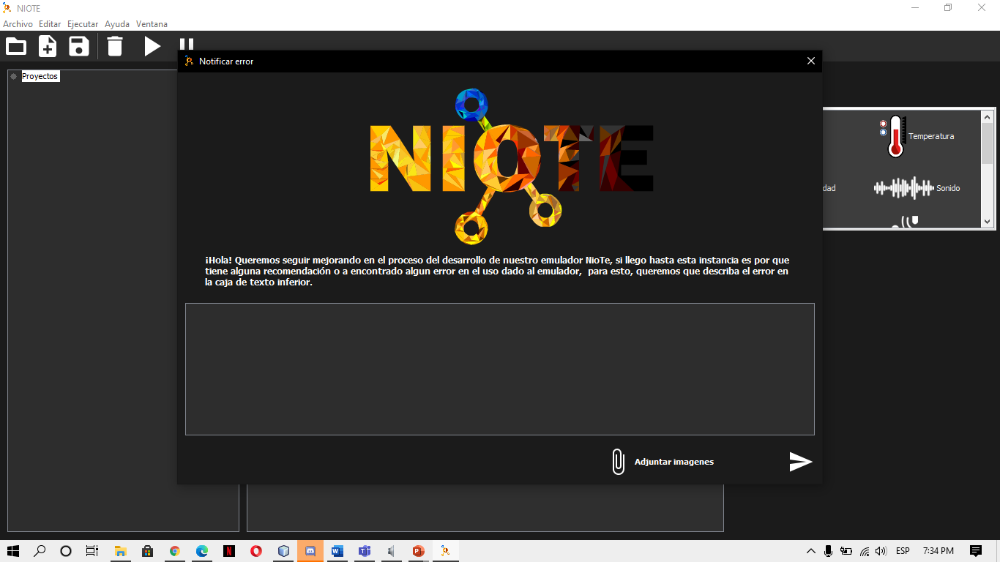 NIOTE
Archivo Editar Ejecutar Ayuda Ventana
Notificar error
Proyectos
NIOTE
Temperatura
dad
Sonido
¡Hola! Queremos seguir mejorando en el proceso del desarrollo de nuestro emulador NioTe, si llego hasta esta instancia es por que
tiene alguna recomendación o a encontrado algun error en el uso dado al emulador, para esto, queremos que describa el error en
la caja de texto inferior.
Adjuntar imagenes
ESP
7:34 PM